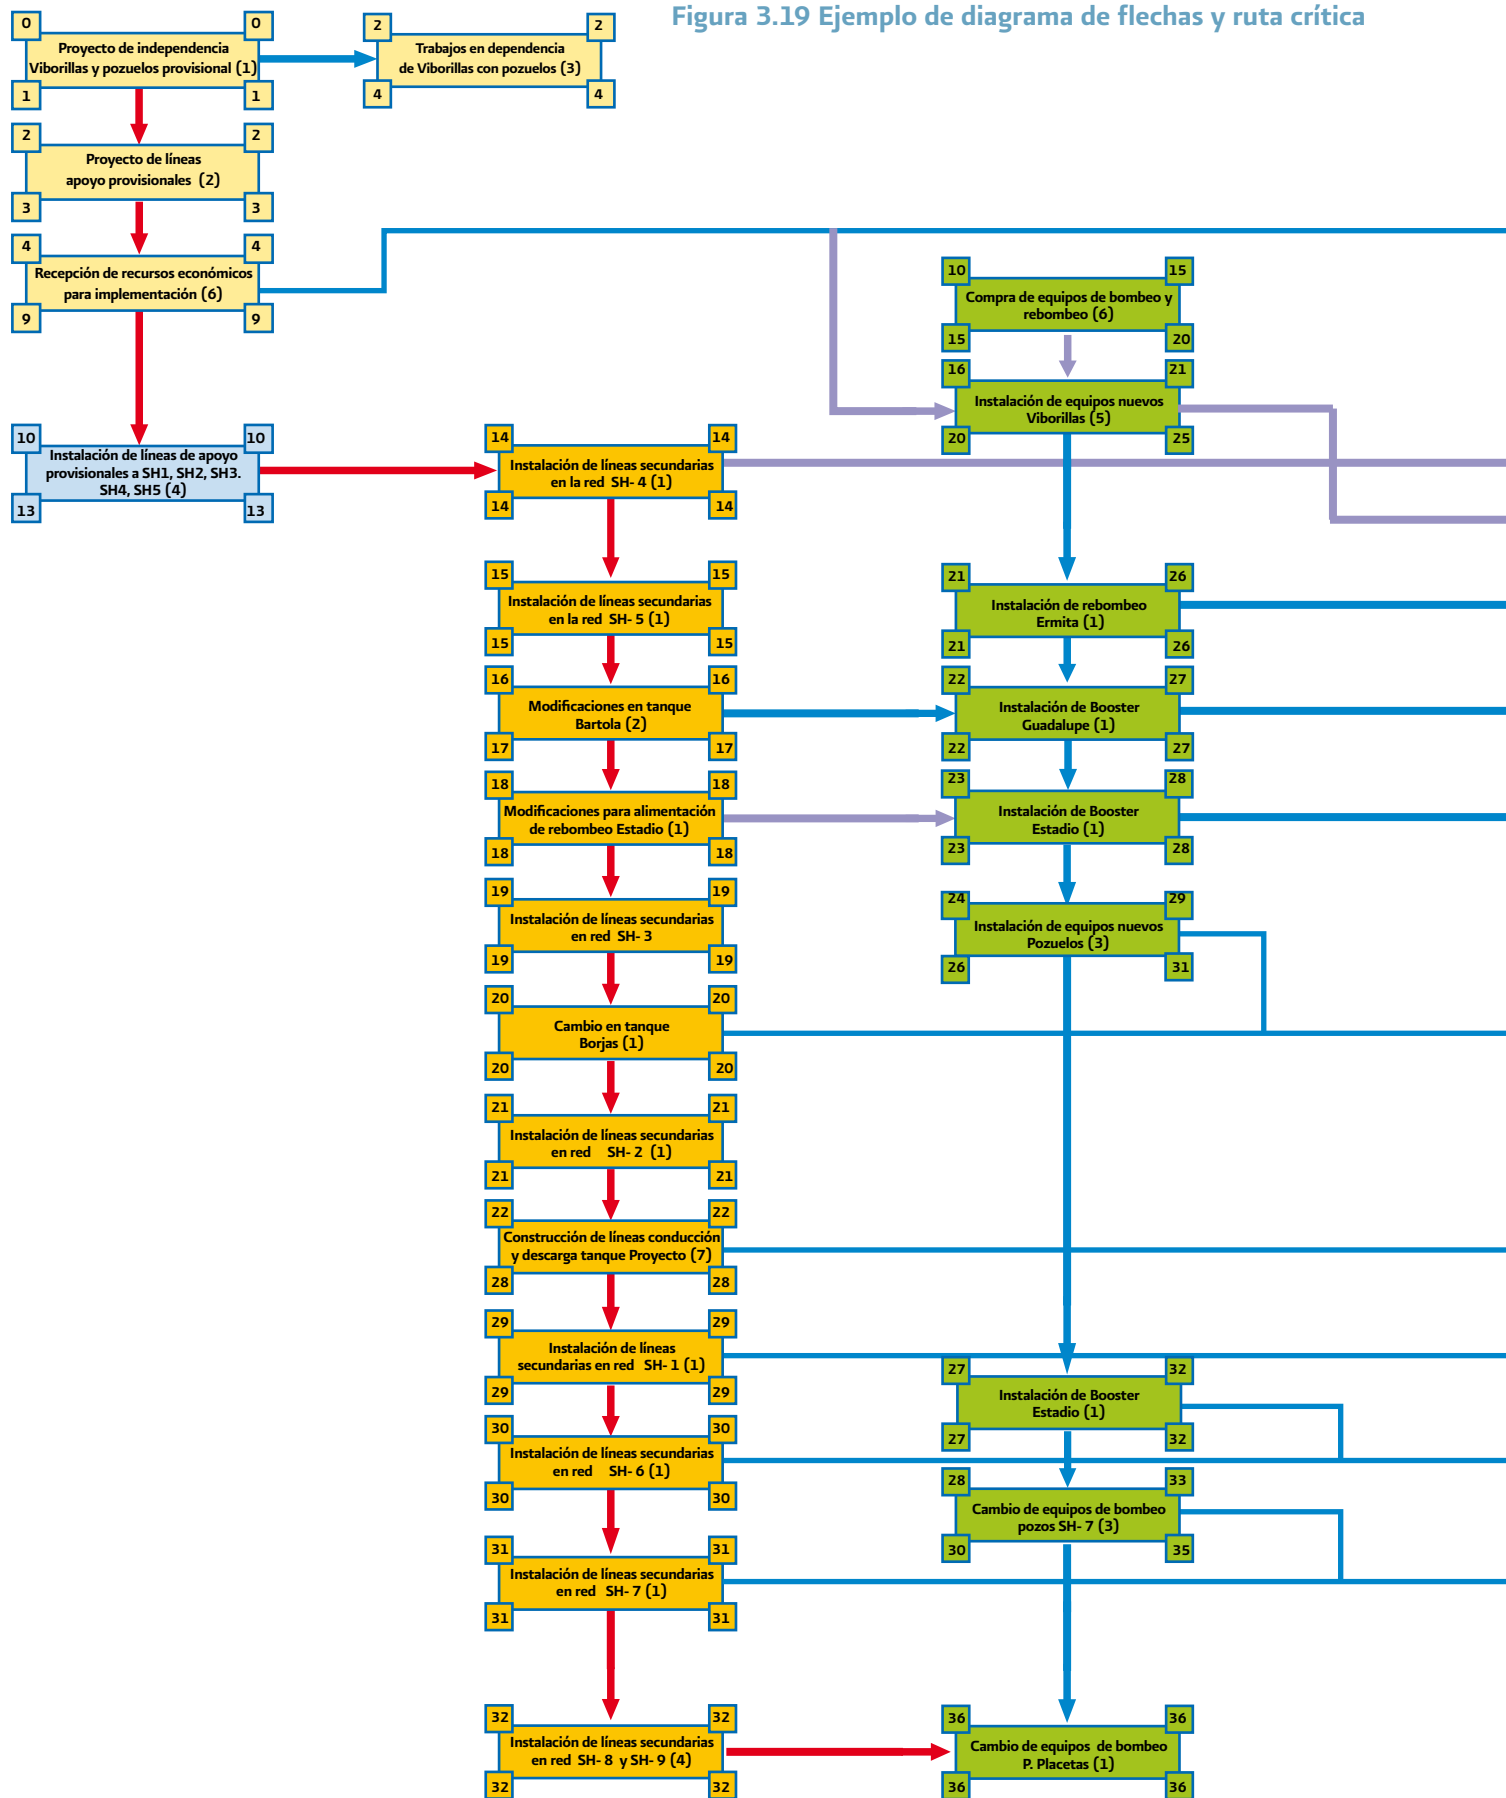 Figura 3.19 Ejemplo de diagrama de flechas y ruta crítica
0
0
Proyecto de independencia
Viborillas y pozuelos provisional (1)
1
1
2
2
Trabajos en dependencia
de Viborillas con pozuelos (3)
4
4
2
2
Proyecto de líneas
apoyo provisionales (2)
3
3
4
4
Recepción de recursos económicos
para implementación (6)
9
9
10
10
Instalación de líneas de apoyo
provisionales a SH1, SH2, SH3.
SH4, SH5 (4)
13
13
14
14
Instalación de líneas secundarias
en la red SH- 4 (1)
14
14
15
15
Instalación de líneas secundarias
en la red SH- 5 (1)
15
15
16
16
Modificaciones en tanque
Bartola (2)
17
17
18
18
Modificaciones para alimentación
de rebombeo Estadio (1)
18
18
19
19
Instalación de líneas secundarias
en red SH- 3
19
19
20
20
Cambio en tanque
Borjas (1)
20
20
21
21
Instalación de líneas secundarias
en red SH- 2 (1)
21
21
22
22
Construcción de líneas conducción
y descarga tanque Proyecto (7)
28
28
29
29
Instalación de líneas
secundarias en red SH- 1 (1)
29
29
30
30
Instalación de líneas secundarias
en red SH- 6 (1)
30
30
31
31
Instalación de líneas secundarias
en red SH- 7 (1)
31
31
32
32
Instalación de líneas secundarias
en red SH- 8 y SH- 9 (4)
32
32
10
15
Compra de equipos de bombeo y
rebombeo (6)
15
20
16
21
Instalación de equipos nuevos
Viborillas (5)
20
25
21
26
Instalación de rebombeo
Ermita (1)
21
26
22
27
Instalación de Booster
Guadalupe (1)
22
27
23
28
Instalación de Booster
Estadio (1)
23
28
24
29
Instalación de equipos nuevos
Pozuelos (3)
26
31
27
32
Instalación de Booster
Estadio (1)
27
32
28
33
Cambio de equipos de bombeo
pozos SH- 7 (3)
30
35
36
36
Cambio de equipos de bombeo
P. Placetas (1)
36
36